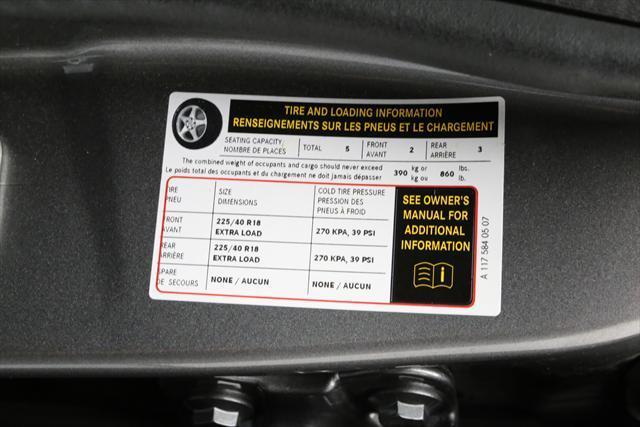 TIRE AND LOADING INFORMATION
RENSEIGNEMENTS SUR LES PNEUS ET LE CHARGEMENT
SEATING CAPACITY
NOMBRE DE PLACES
TOTAL 5
FRONT
AVANT
2
REAR
ARRIÈRE
3
The combined weight of occupants and cargo should never exceed
Le poids total des occupants et du chargement ne doit jamais dépasser
390 kg or
kg ou
860 lbs.
lb.
TIRE
PNEU
SIZE
DIMENSIONS
COLD TIRE PRESSURE
PRESSION DES
PNEUS À FROID
FRONT
AVANT
225/40 R18
EXTRA LOAD
270 KPA, 39 PSI
REAR
ARRIÈRE
225/40 R18
EXTRA LOAD
270 KPA, 39 PSI
SPARE
DE SECOURS
NONE / AUCUN
NONE / AUCUN
SEE OWNER'S
MANUAL FOR
ADDITIONAL
INFORMATION
i
A 117 584 05 07